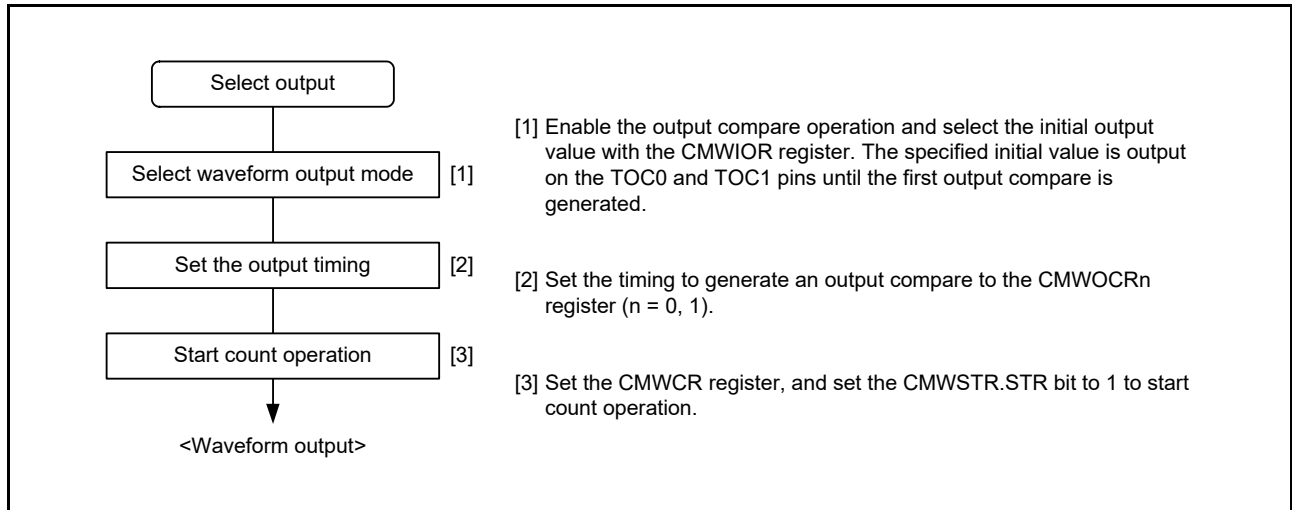 Select output
Select waveform output mode [1]
Set the output timing [2]
Start count operation [3]
<Waveform output>
[1] Enable the output compare operation and select the initial output
value with the CMWIOR register. The specified initial value is output
on the TOC0 and TOC1 pins until the first output compare is
generated.
[2] Set the timing to generate an output compare to the CMWOCRn
register (n = 0, 1).
[3] Set the CMWCR register, and set the CMWSTR.STR bit to 1 to start
count operation.